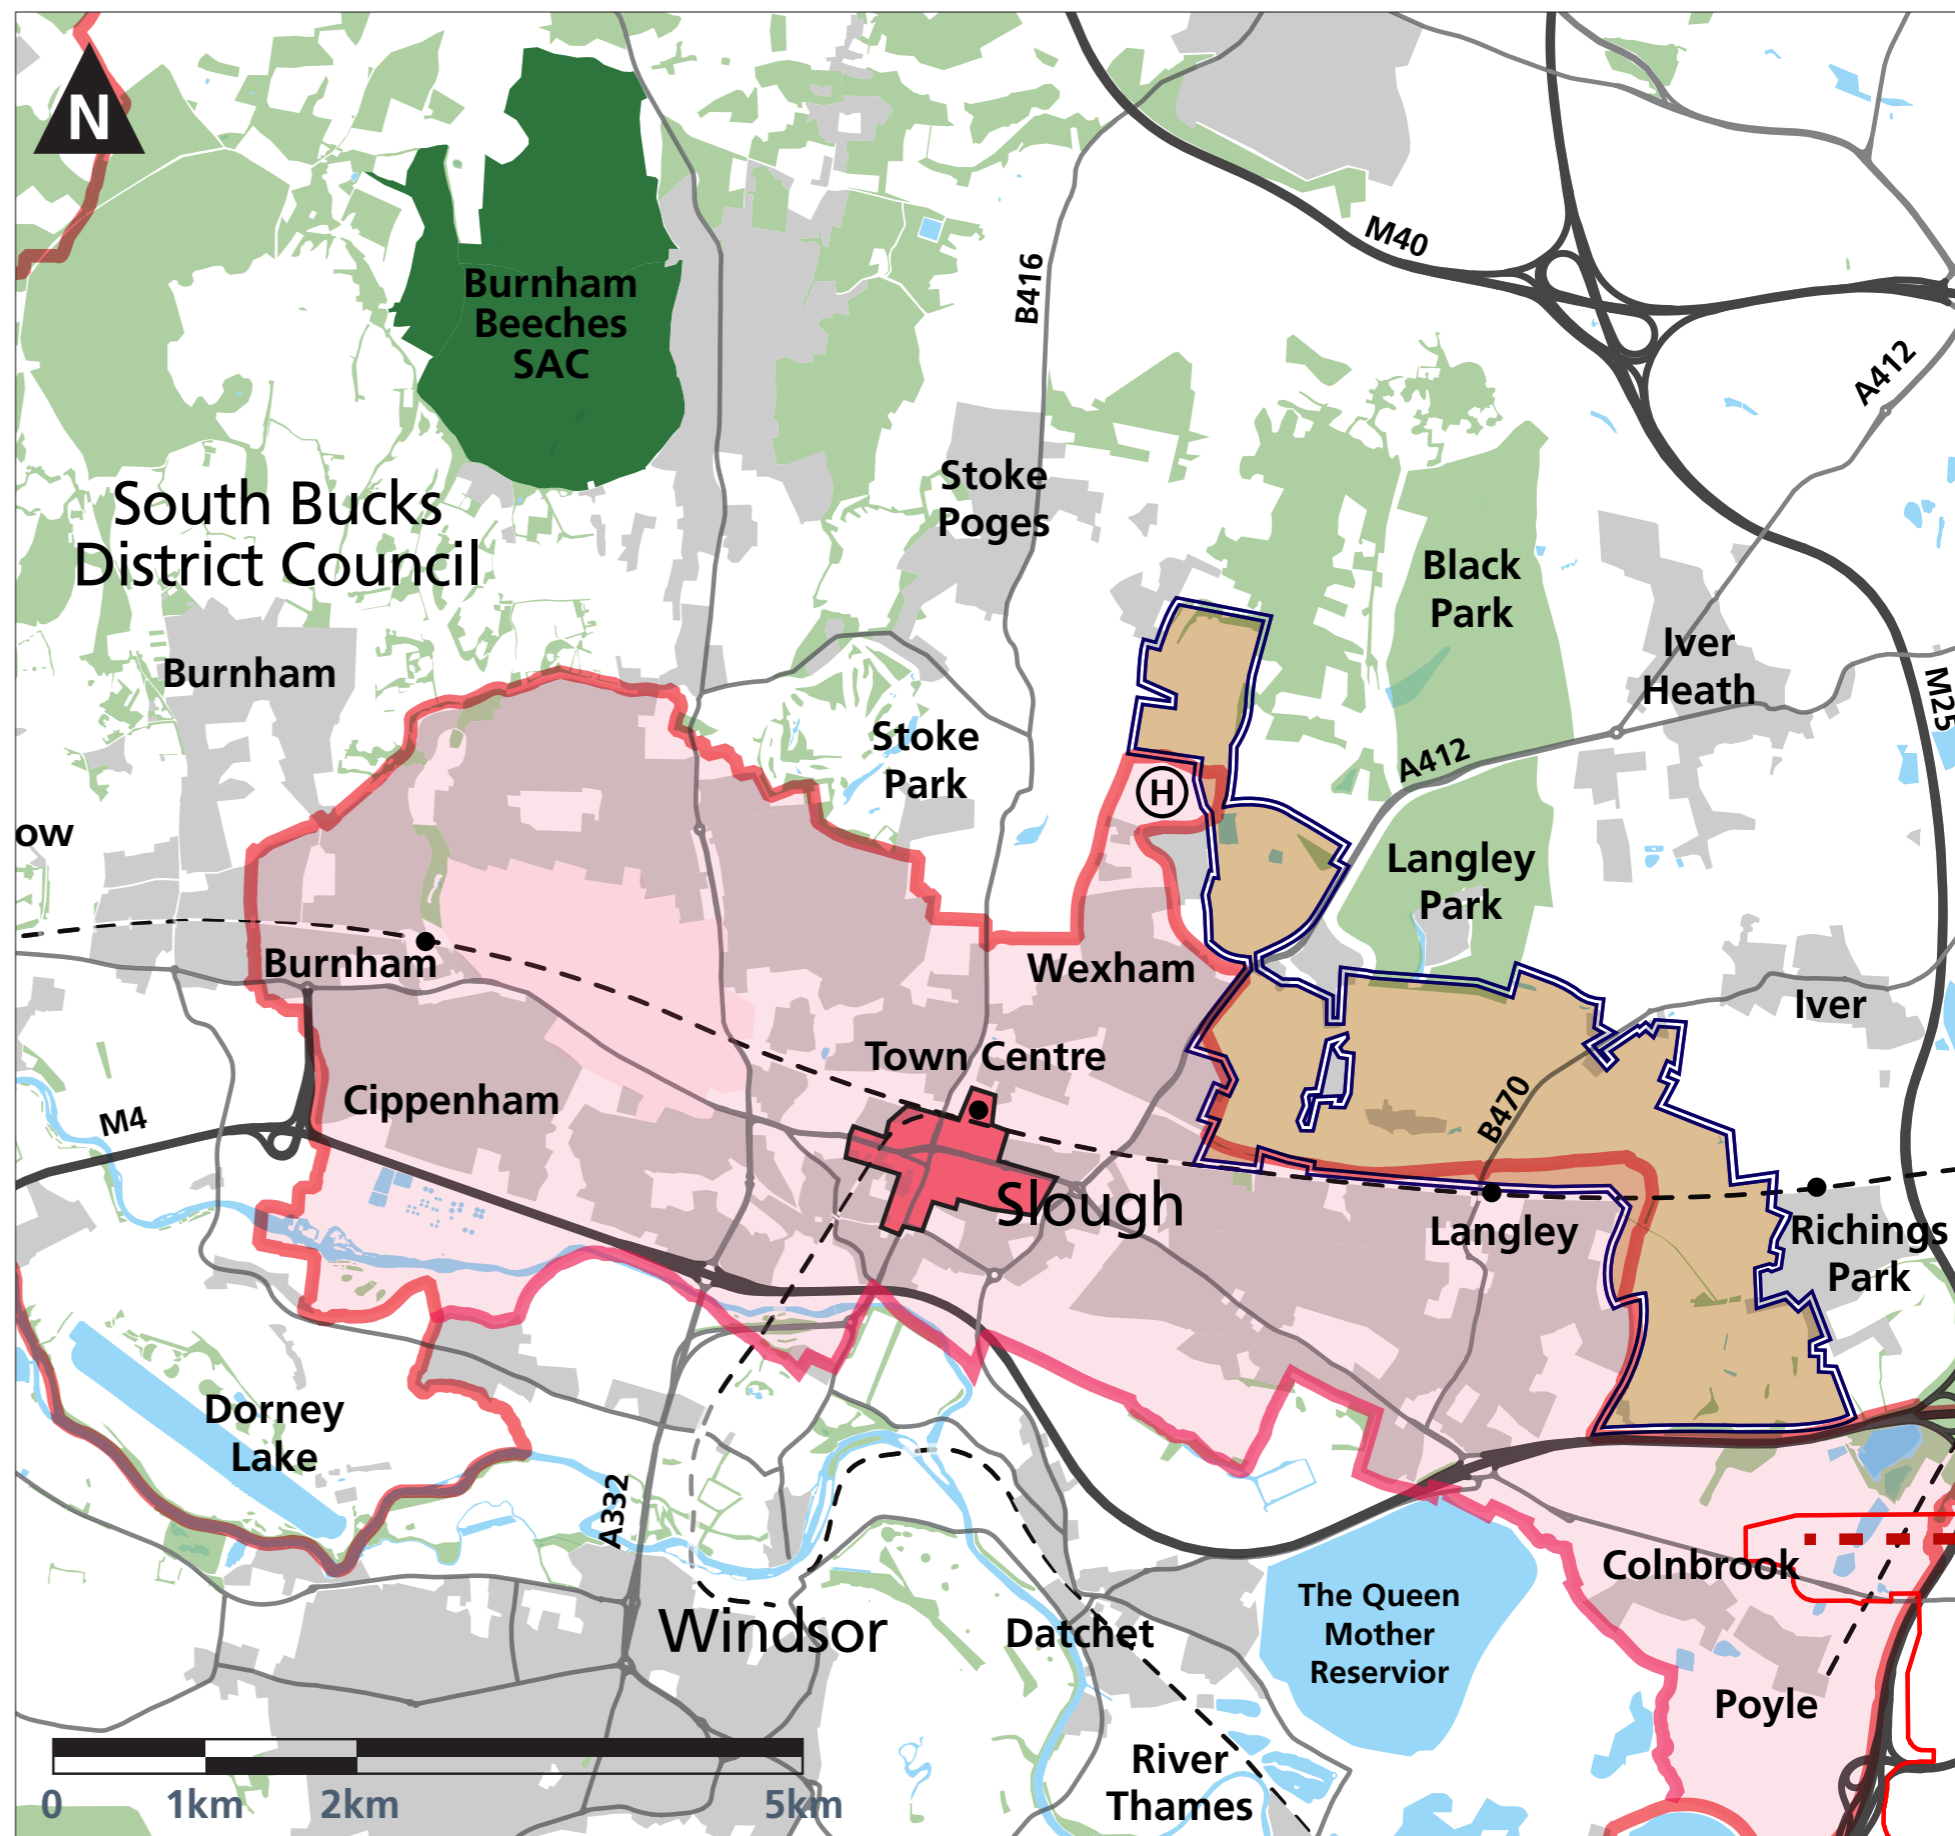 N
M40
Burnham
Beeches
SAC
B416
A412
Stoke
Poges
South Bucks
District Council
Black
Park
Iver
Heath
M25
Burnham
Stoke
Park
A412
H
ow
Langley
Park
Burnham
Wexham
Iver
Town Centre
Cippenham
B470
M4
Slough
Langley
Richings
Park
Dorney
Lake
A332
Colnbrook
The Queen
Mother
Reservior
Windsor
Datchet
Poyle
River
Thames
0
1km
2km
5km